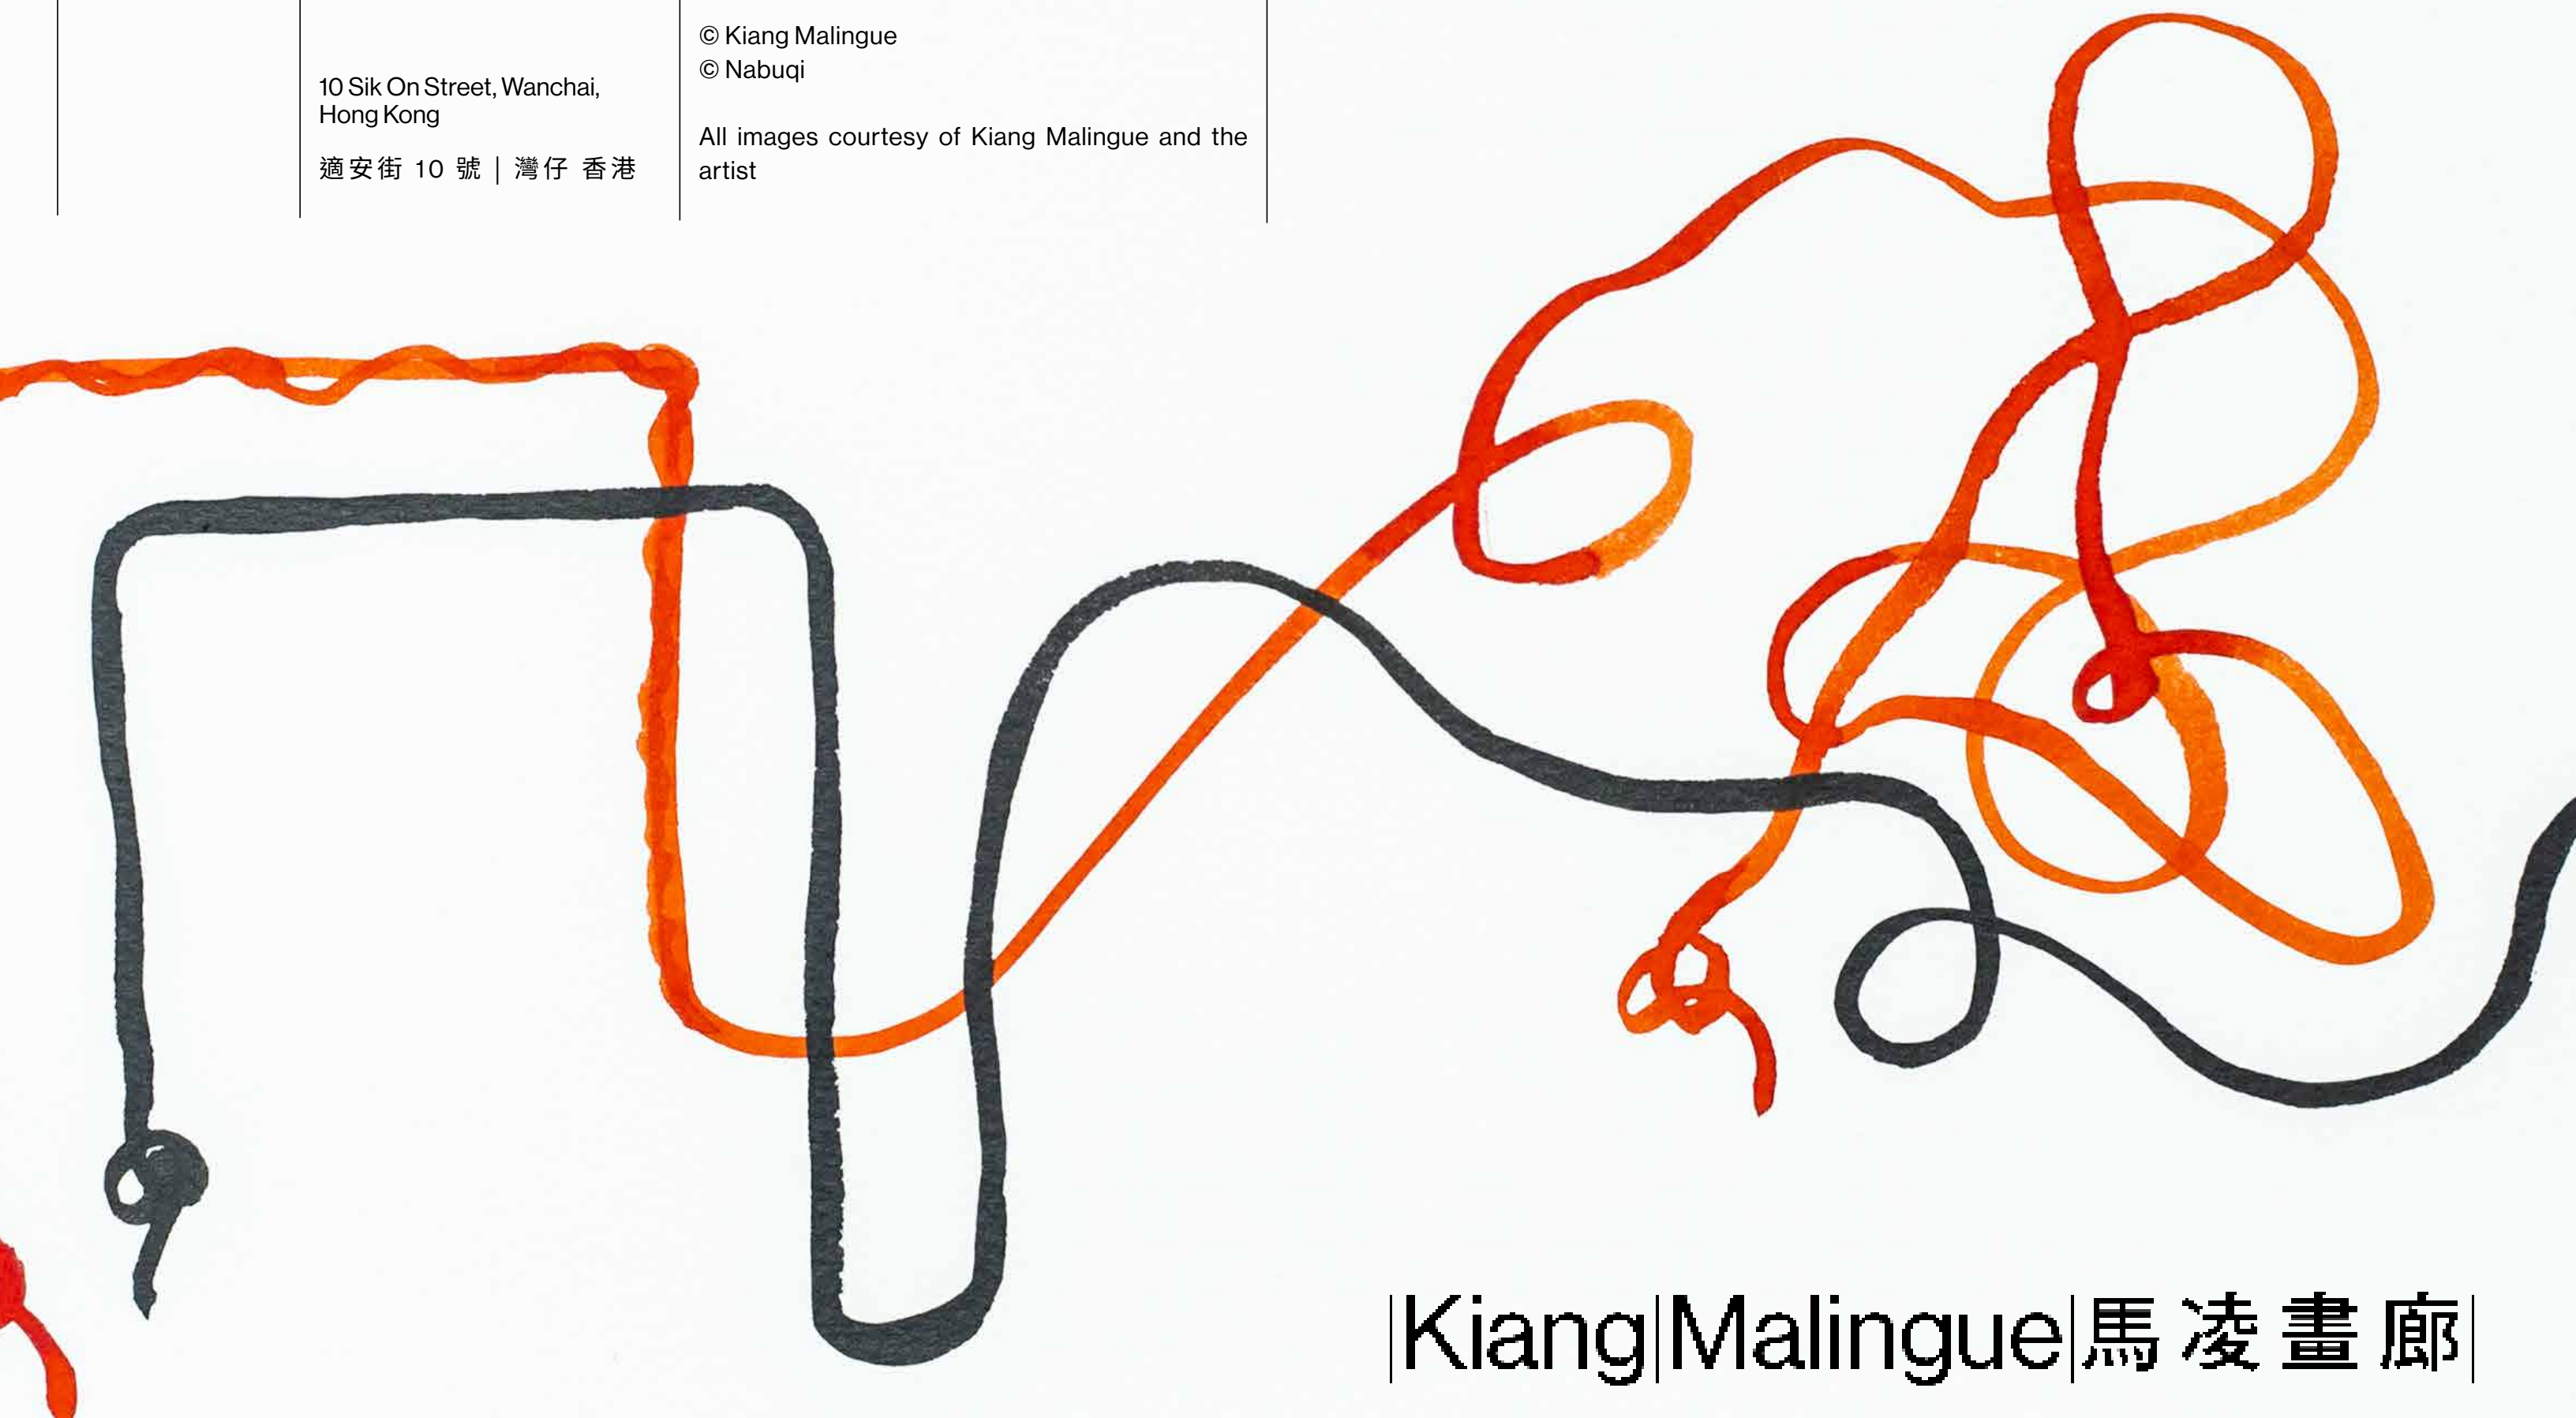 10 Sik On Street, Wanchai,
Hong Kong
適安街 10 號 | 灣仔 香港
© Kiang Malingue
© Nabuqi
All images courtesy of Kiang Malingue and the
artist
|Kiang|Malingue|馬凌畫廊|